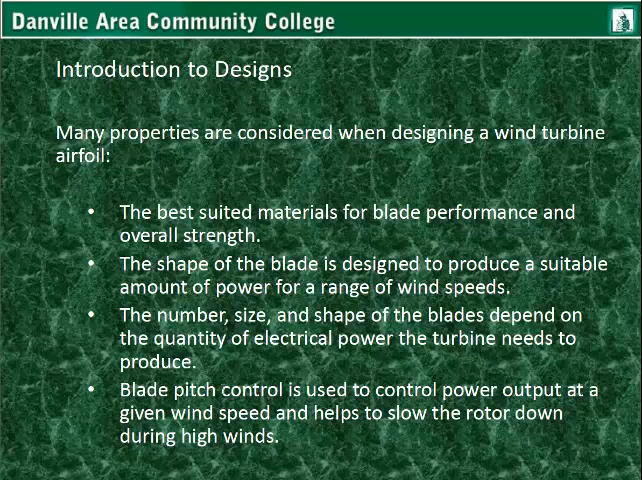 Danville Area Community College
Introduction to Designs
Many properties are considered when designing a wind turbine
airfoil:
• The best suited materials for blade performance and
overall strength.
• The shape of the blade is designed to produce a suitable
amount of power for a range of wind speeds.
• The number, size, and shape of the blades depend on
the quantity of electrical power the turbine needs to
produce.
• Blade pitch control is used to control power output at a
given wind speed and helps to slow the rotor down
during high winds.